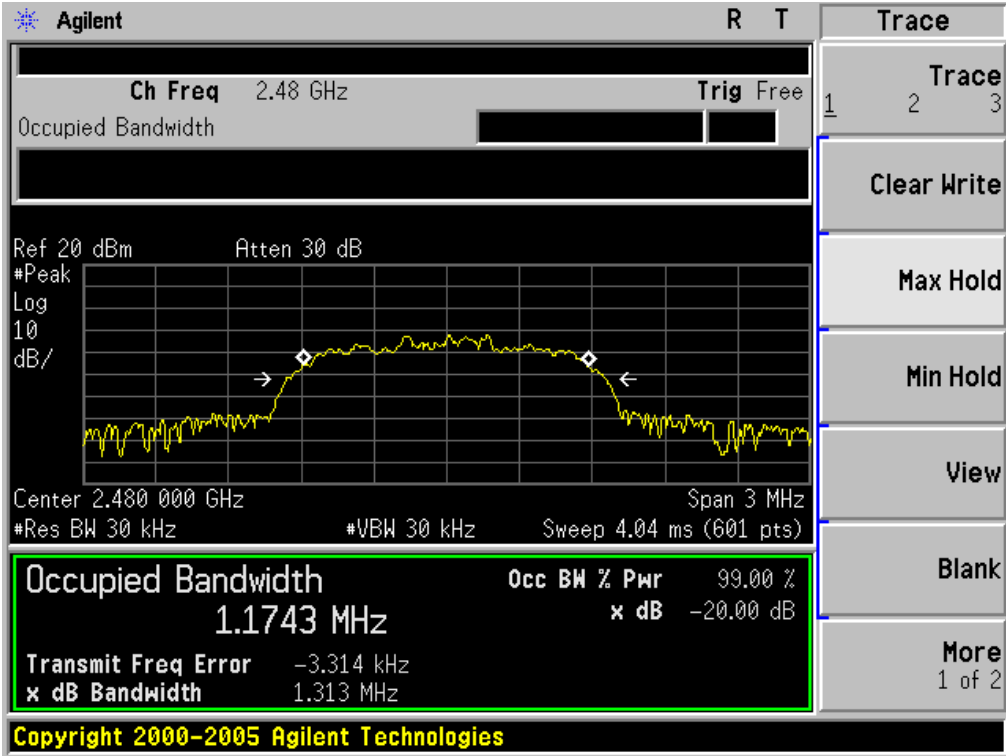 Agilent R T Trace
Ch Freq 2.48 GHz Trig Free
Occupied Bandwidth
Trace
1 2 3
Clear Write
Max Hold
Min Hold
View
Blank
More
1 of 2
Ref 20 dBm Atten 30 dB
#Peak
Log
10
dB/
Center 2.480 000 GHz Span 3 MHz
#Res BW 30 kHz #VBW 30 kHz Sweep 4.04 ms (601 pts)
Occupied Bandwidth
1.1743 MHz
Occ BW % Pwr 99.00 %
x dB -20.00 dB
Transmit Freq Error -3.314 kHz
x dB Bandwidth 1.313 MHz
Copyright 2000-2005 Agilent Technologies